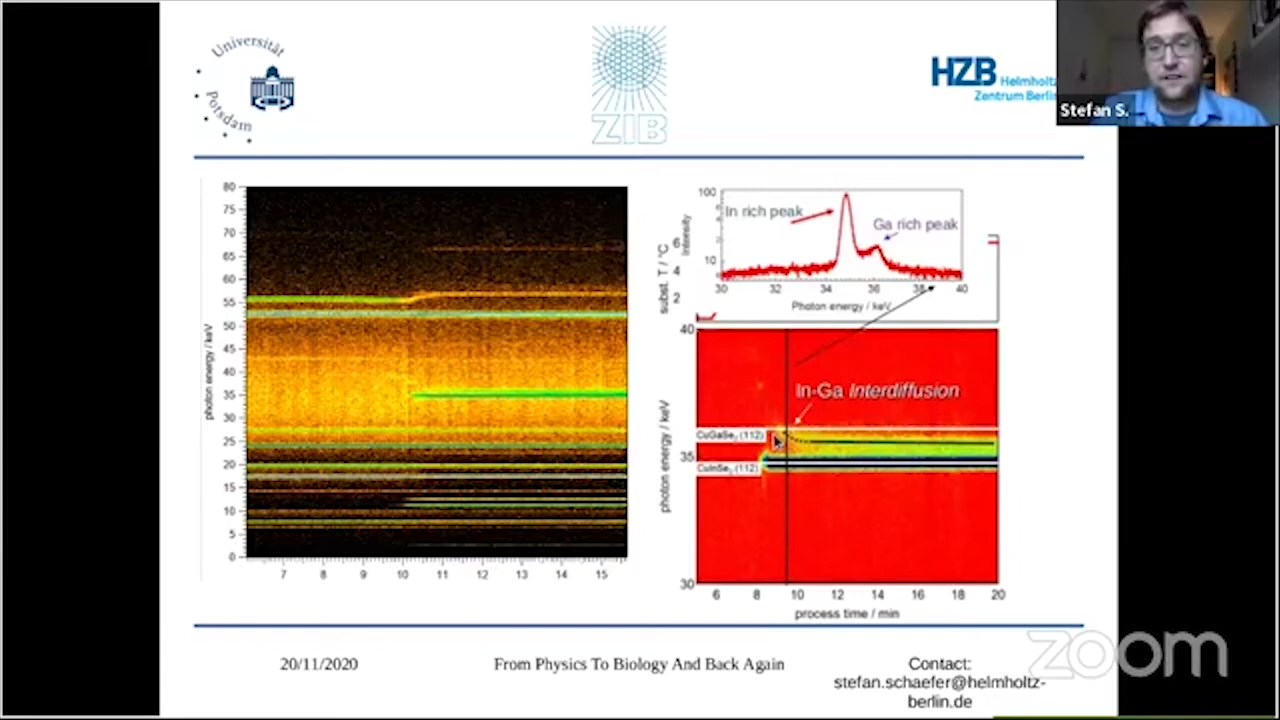 Universität
Potsdam
ZIB
HZB Helmholtz
Zentrum Berlin
Stefan S.
80
75
70
65
60
55
50
45
40
35
30
25
20
15
10
5
0
photon energy / keV
7 8 9 10 11 12 13 14 15
100
10
Intensity
In rich peak
Ga rich peak
30 32 34 36 38 40
Photon energy / keV
subst. T / °C
6
4
2
40
35
30
photon energy / keV
In-Ga Interdiffusion
CuGaSe2 (112)
CuInSe2 (112)
6 8 10 12 14 16 18 20
process time / min
20/11/2020
From Physics To Biology And Back Again
Contact:
stefan.schaefer@helmholtz-
berlin.de
zoom